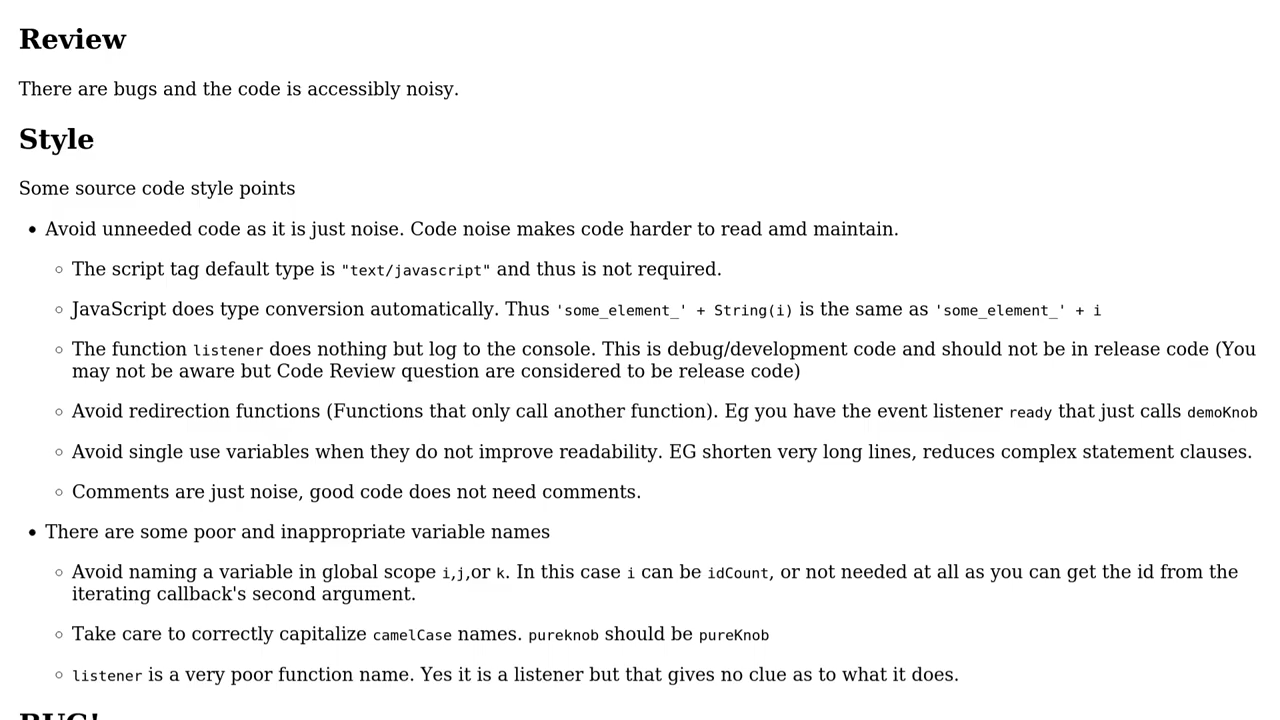 Review
There are bugs and the code is accessibly noisy.
Style
Some source code style points
Avoid unneeded code as it is just noise. Code noise makes code harder to read amd maintain.
The script tag default type is "text/javascript" and thus is not required.
JavaScript does type conversion automatically. Thus 'some_element_' + String(i) is the same as 'some_element_' + i
The function listener does nothing but log to the console. This is debug/development code and should not be in release code (You
may not be aware but Code Review question are considered to be release code)
Avoid redirection functions (Functions that only call another function). Eg you have the event listener ready that just calls demoKnob
Avoid single use variables when they do not improve readability. EG shorten very long lines, reduces complex statement clauses.
Comments are just noise, good code does not need comments.
There are some poor and inappropriate variable names
Avoid naming a variable in global scope i,j,or k. In this case i can be idCount, or not needed at all as you can get the id from the
iterating callback's second argument.
Take care to correctly capitalize camelCase names. pureknob should be pureKnob
listener is a very poor function name. Yes it is a listener but that gives no clue as to what it does.
BUG!